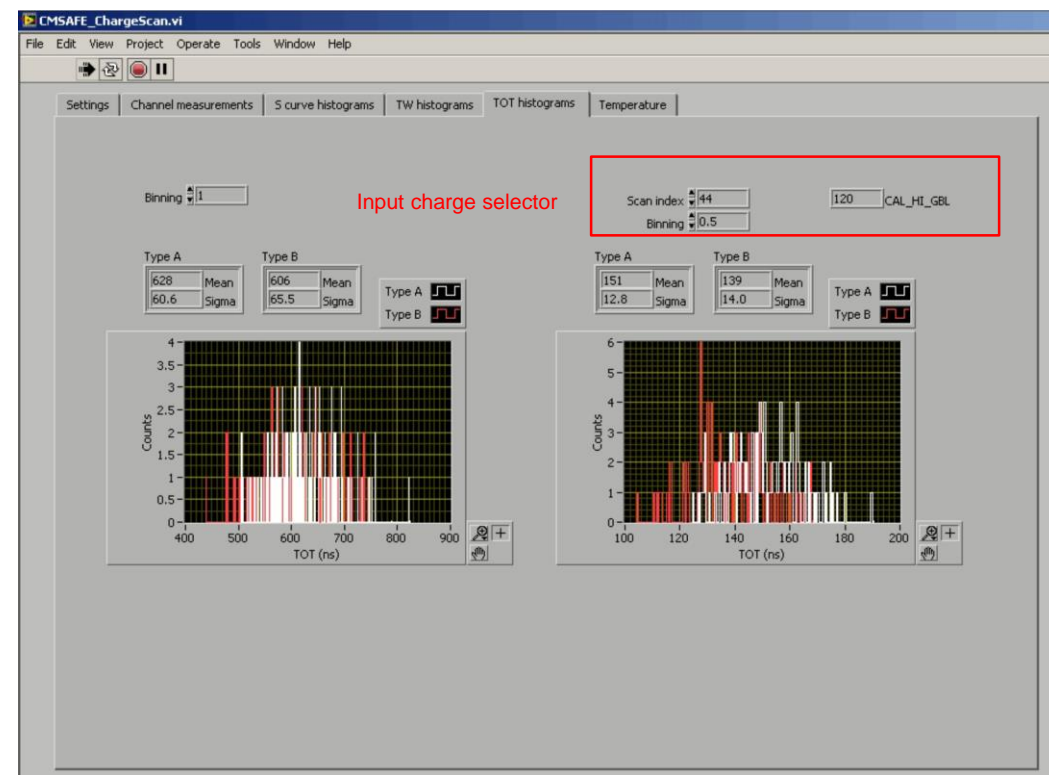 CMSAFE_ChargeScan.vi
File Edit View Project Operate Tools Window Help
Settings Channel measurements S curve histograms TW histograms TOT histograms Temperature
Binning 1
Input charge selector
Scan index 44 120 CAL_HI_GBL
Binning 0.5
Type A Type B
628 Mean 606 Mean
60.6 Sigma 65.5 Sigma
Type A
Type B
Type A Type B
151 Mean 139 Mean
12.8 Sigma 14.0 Sigma
Type A
Type B
4
3.5
3
2.5
2
1.5
1
0.5
0
Counts
400 500 600 700 800 900
TOT (ns)
6
5
4
3
2
1
0
Counts
100 120 140 160 180 200
TOT (ns)